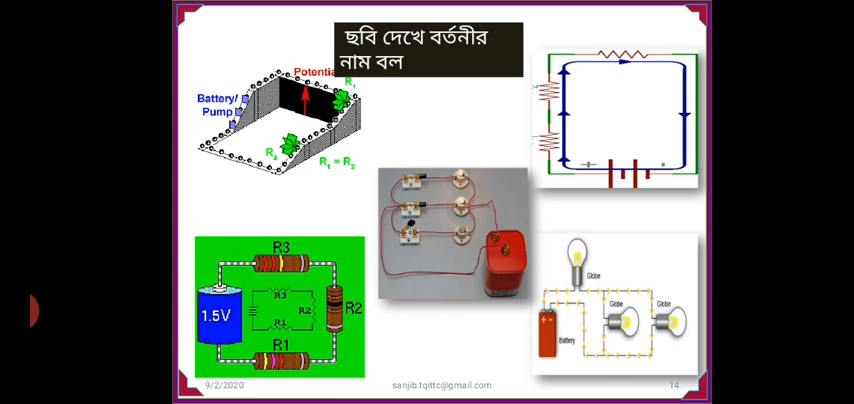 ছবি দেখে বর্তনীর
নাম বল
Potential
R1
Battery/
Pump
R2
R1 = R2
R3
1.5V
R3
R2
R1
R2
R1
+
-
Globe
Globe
Globe
+ -
Battery
9/2/2020
sanjib.tqittc@gmail.com
14